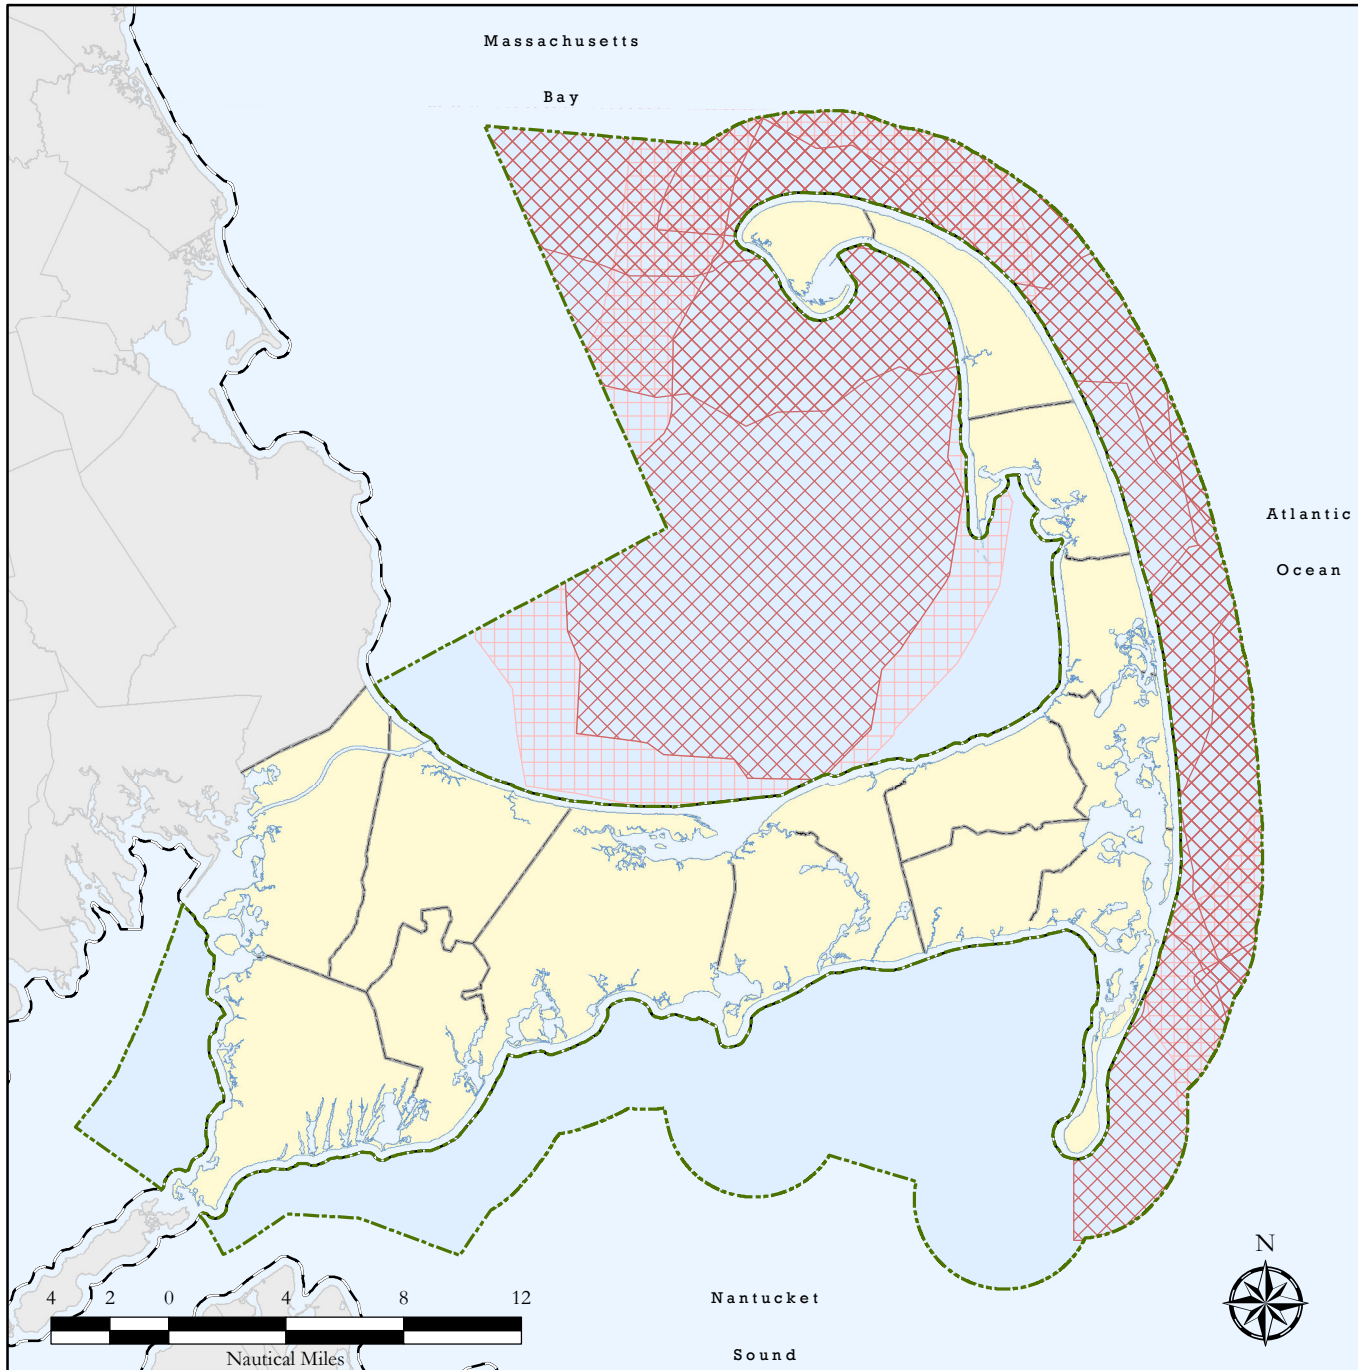 Massachusetts
Bay
Atlantic
Ocean
N
4 2 0 4 8 12
Nautical Miles
Nantucket
Sound